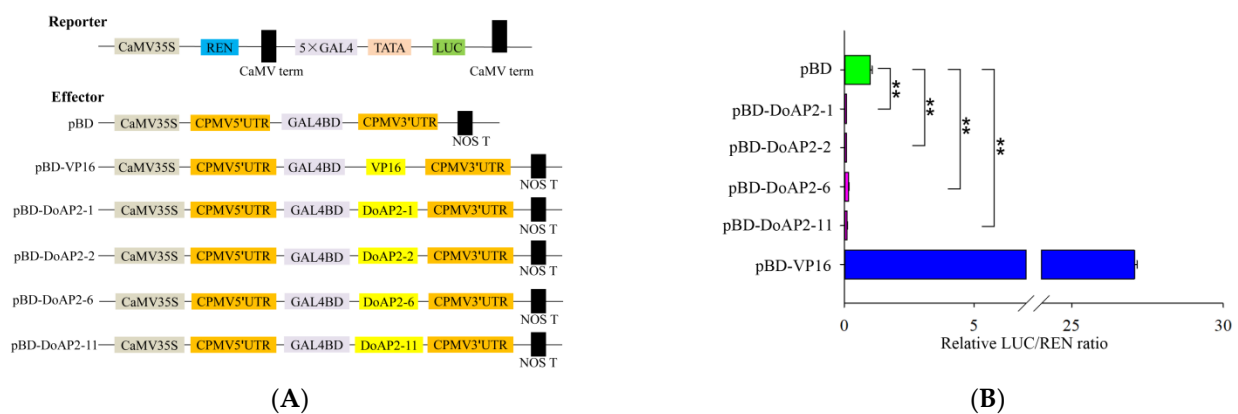 Reporter
CaMV35S REN 5×GAL4 TATA LUC
CaMV term CaMV term
Effector
pBD CaMV35S CPMV5'UTR GAL4BD CPMV3'UTR
NOS T
pBD-VP16 CaMV35S CPMV5'UTR GAL4BD VP16 CPMV3'UTR
NOS T
pBD-DoAP2-1 CaMV35S CPMV5'UTR GAL4BD DoAP2-1 CPMV3'UTR
NOS T
pBD-DoAP2-2 CaMV35S CPMV5'UTR GAL4BD DoAP2-2 CPMV3'UTR
NOS T
pBD-DoAP2-6 CaMV35S CPMV5'UTR GAL4BD DoAP2-6 CPMV3'UTR
NOS T
pBD-DoAP2-11 CaMV35S CPMV5'UTR GAL4BD DoAP2-11 CPMV3'UTR
NOS T
(A)
pBD
**
pBD-DoAP2-1
**
pBD-DoAP2-2
**
pBD-DoAP2-6
**
pBD-DoAP2-11
pBD-VP16
0 5 25 30
Relative LUC/REN ratio
(B)